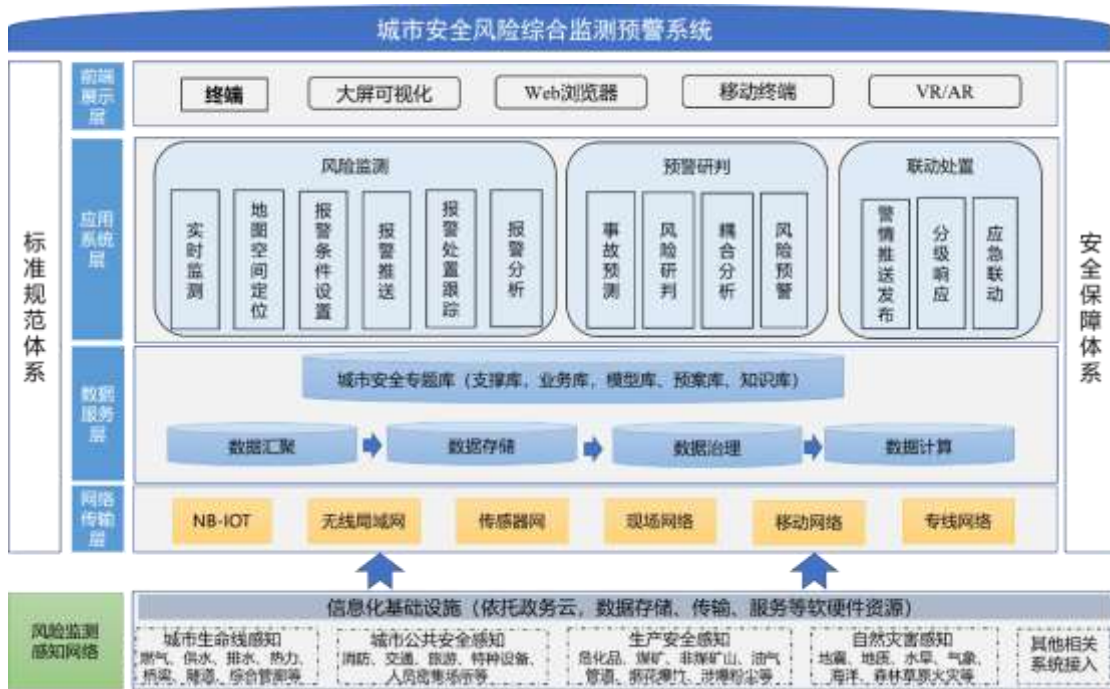 城市安全风险综合监测预警系统
标准规范体系
安全保障体系
前端
展示
层
终端
大屏可视化
Web浏览器
移动终端
VR/AR
应用
系统
层
风险监测
实时监测
地图空间定位
报警条件设置
报警推送
报警处置跟踪
报警分析
预警研判
事故预测
风险研判
耦合分析
风险预警
联动处置
警情推送发布
分级响应
应急联动
数据
服务
层
城市安全专题库（支撑库，业务库，模型库、预案库、知识库）
数据汇聚
数据存储
数据治理
数据计算
网络
传输
层
NB-IOT
无线局域网
传感器网
现场网络
移动网络
专线网络
风险监测
感知网络
信息化基础设施（依托政务云，数据存储、传输、服务等软硬件资源）
城市生命线感知
燃气、供水、排水、热力、
桥梁、隧道、综合管廊等
城市公共安全感知
消防、交通、旅游、特种设备、
人员密集场所等
生产安全感知
危化品、煤矿、非煤矿山、油气
管道、烟花爆竹、涉爆粉尘等
自然灾害感知
地震、地质、水旱、气象、
海洋、森林草原火灾等
其他相关
系统接入